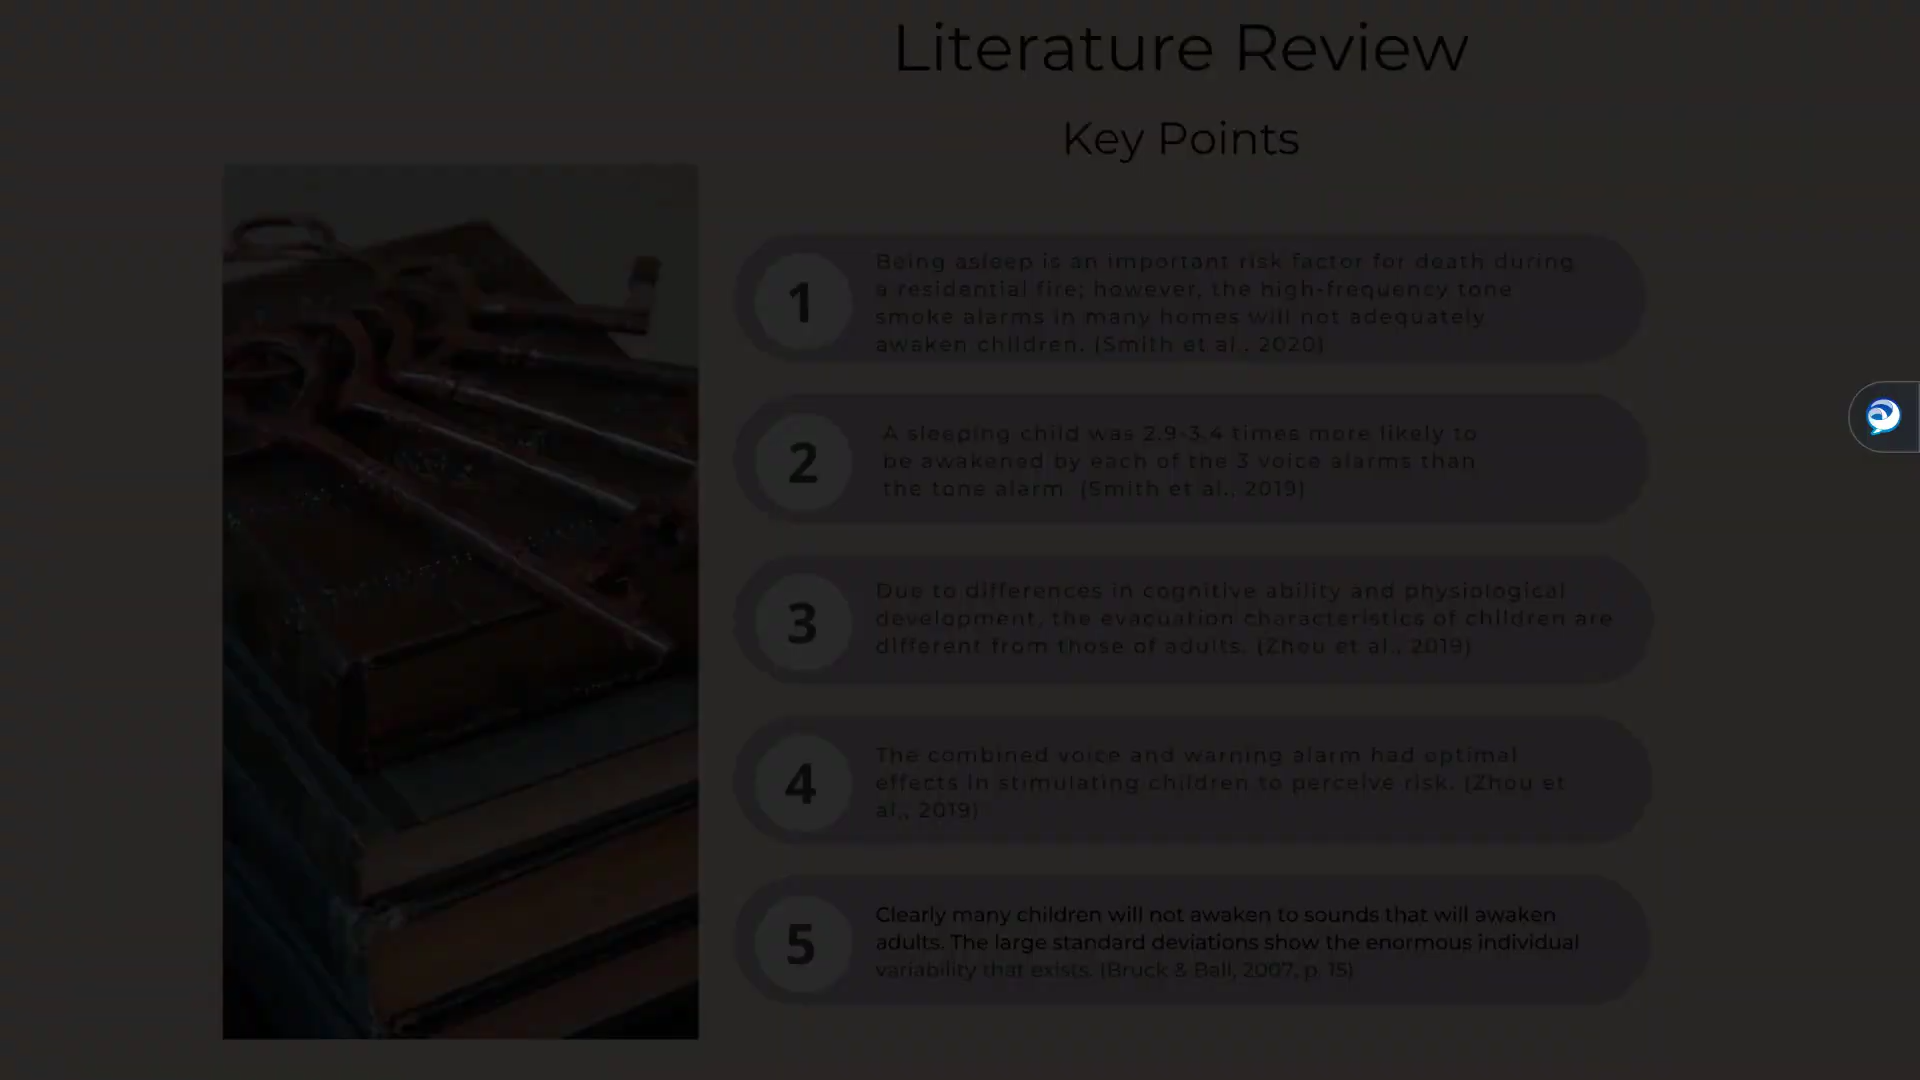 Literature Review
Key Points
1
Being asleep is an important risk factor for death during
a residential fire; however, the high-frequency tone
smoke alarms in many homes will not adequately
awaken children. (Smith et al., 2020)
2
A sleeping child was 2.9-3.4 times more likely to
be awakened by each of the 3 voice alarms than
the tone alarm. (Smith et al., 2019)
3
Due to differences in cognitive ability and physiological
development, the evacuation characteristics of children are
different from those of adults. (Zhou et al., 2019)
4
The combined voice and warning alarm had optimal
effects in stimulating children to perceive risk. (Zhou et
al., 2019)
5
Clearly many children will not awaken to sounds that will awaken
adults. The large standard deviations show the enormous individual
variability that exists. (Bruck & Ball, 2007, p. 15)